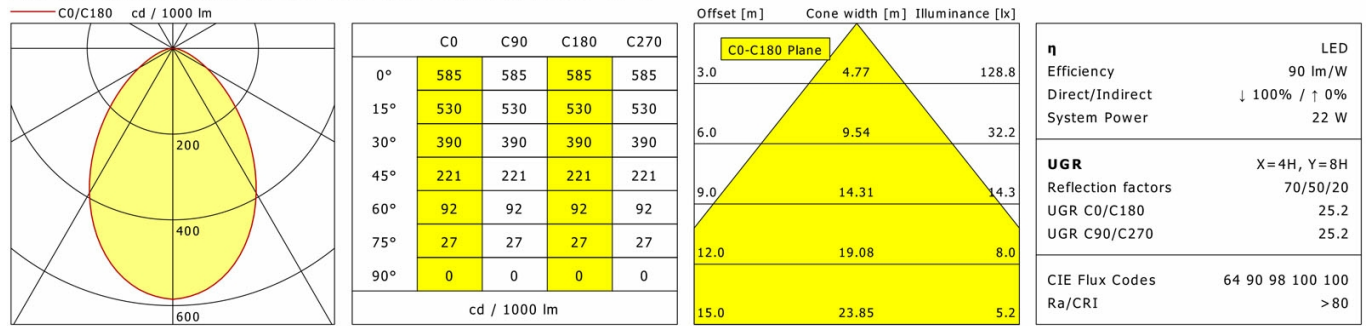 C0/C180 cd / 1000 lm
200
400
600
C0 C90 C180 C270
0° 585 585 585 585
15° 530 530 530 530
30° 390 390 390 390
45° 221 221 221 221
60° 92 92 92 92
75° 27 27 27 27
90° 0 0 0 0
cd / 1000 lm
Offset [m] Cone width [m] Illuminance [lx]
C0-C180 Plane
3.0 4.77 128.8
6.0 9.54 32.2
9.0 14.31 14.3
12.0 19.08 8.0
15.0 23.85 5.2
η LED
Efficiency 90 lm/W
Direct/Indirect ↓ 100% / ↑ 0%
System Power 22 W
UGR X=4H, Y=8H
Reflection factors 70/50/20
UGR C0/C180 25.2
UGR C90/C270 25.2
CIE Flux Codes 64 90 98 100 100
Ra/CRI >80